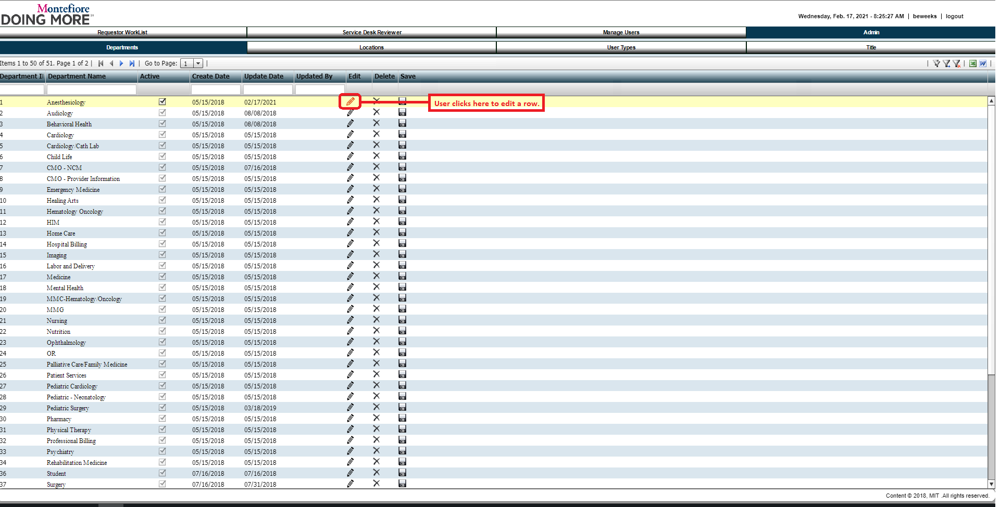 Montefiore
DOING MORE℠
Wednesday, Feb. 17, 2021 - 8:25:27 AM | beweeks | logout
Requestor WorkList Service Desk Reviewer Manage Users Admin
Departments Locations User Types Title
Items 1 to 50 of 51. Page 1 of 2 | Go to Page: 1 |
Department I Department Name Active Create Date Update Date Updated By Edit Delete Save
1 Anesthesiology 05/15/2018 02/17/2021 User clicks here to edit a row.
2 Audiology 05/15/2018 08/08/2018
3 Behavioral Health 05/15/2018 08/08/2018
4 Cardiology 05/15/2018 05/15/2018
5 Cardiology/Cath Lab 05/15/2018 05/15/2018
6 Child Life 05/15/2018 05/15/2018
7 CMO - NCM 05/15/2018 07/16/2018
8 CMO - Provider Information 05/15/2018 05/15/2018
9 Emergency Medicine 05/15/2018 05/15/2018
10 Healing Arts 05/15/2018 05/15/2018
11 Hematology Oncology 05/15/2018 05/15/2018
12 HIM 05/15/2018 05/15/2018
13 Home Care 05/15/2018 05/15/2018
14 Hospital Billing 05/15/2018 05/15/2018
15 Imaging 05/15/2018 05/15/2018
16 Labor and Delivery 05/15/2018 05/15/2018
17 Medicine 05/15/2018 05/15/2018
18 Mental Health 05/15/2018 05/15/2018
19 MMC-Hematology/Oncology 05/15/2018 05/15/2018
20 MMG 05/15/2018 05/15/2018
21 Nursing 05/15/2018 05/15/2018
22 Nutrition 05/15/2018 05/15/2018
23 Ophthalmology 05/15/2018 05/15/2018
24 OR 05/15/2018 05/15/2018
25 Palliative Care/Family Medicine 05/15/2018 05/15/2018
26 Patient Services 05/15/2018 05/15/2018
27 Pediatric Cardiology 05/15/2018 05/15/2018
28 Pediatric - Neonatology 05/15/2018 05/15/2018
29 Pediatric Surgery 05/15/2018 03/18/2019
30 Pharmacy 05/15/2018 05/15/2018
31 Physical Therapy 05/15/2018 05/15/2018
32 Professional Billing 05/15/2018 05/15/2018
33 Psychiatry 05/15/2018 05/15/2018
34 Rehabilitation Medicine 05/15/2018 05/15/2018
36 Student 07/16/2018 07/16/2018
37 Surgery 07/16/2018 07/31/2018
Content © 2018, MIT .All rights reserved.